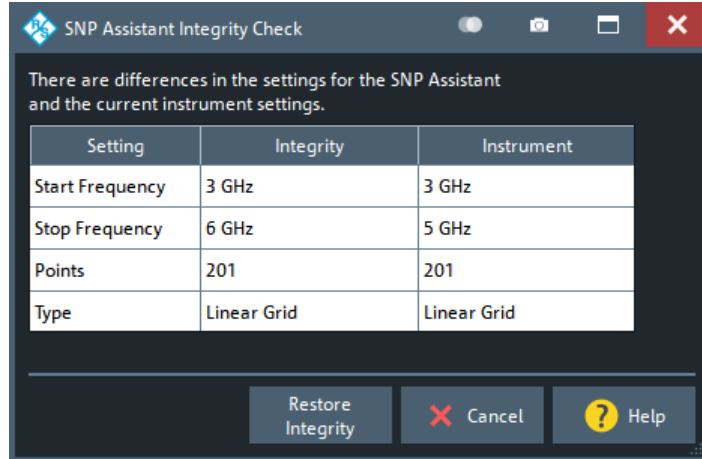 R&S
SNP Assistant Integrity Check
There are differences in the settings for the SNP Assistant
and the current instrument settings.
Setting Integrity Instrument
Start Frequency 3 GHz 3 GHz
Stop Frequency 6 GHz 5 GHz
Points 201 201
Type Linear Grid Linear Grid
Restore
Integrity
Cancel
? Help